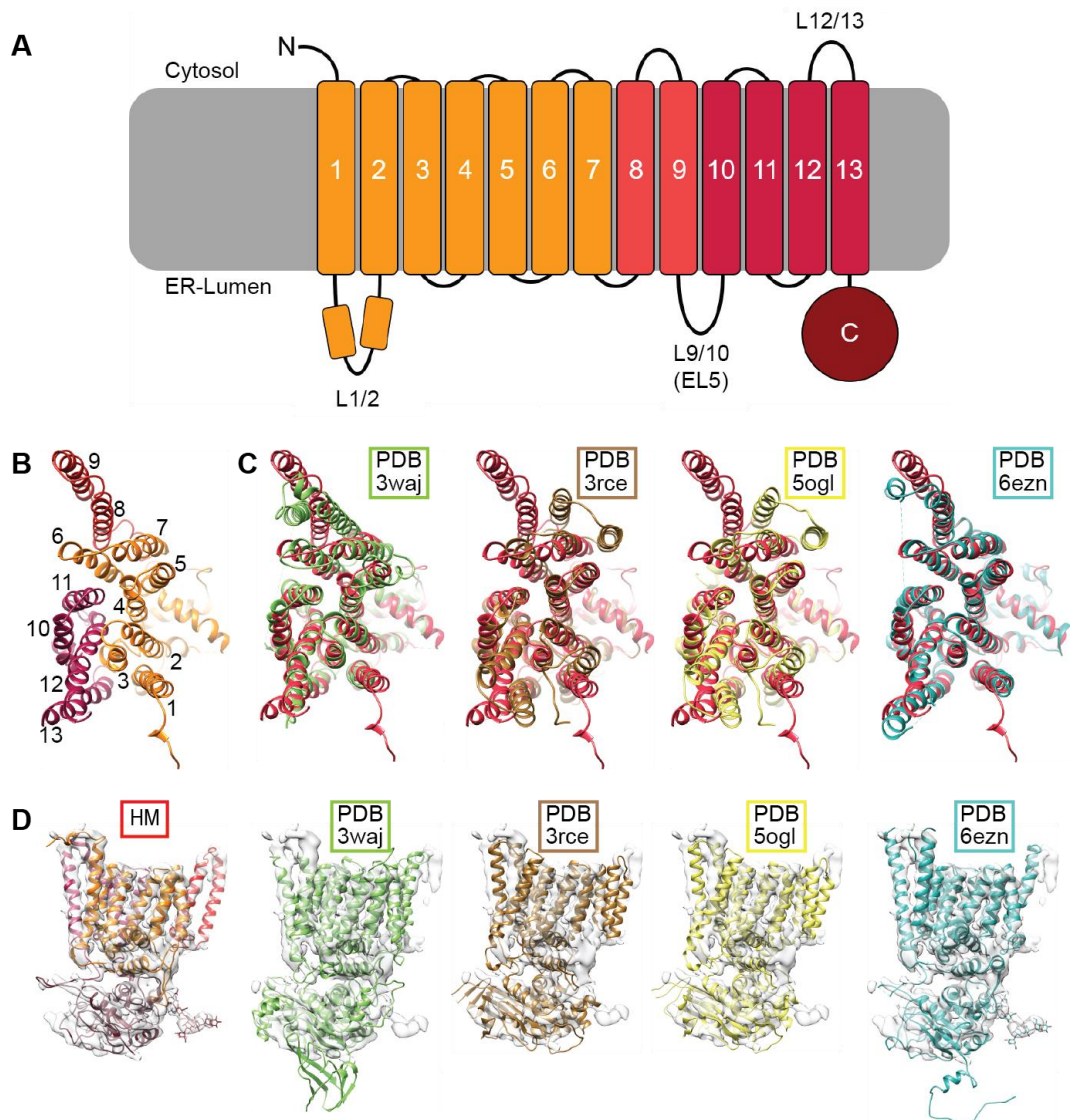 A
N
L12/13
Cytosol
1 2 3 4 5 6 7 8 9 10 11 12 13
ER-Lumen
C
L1/2
L9/10
(EL5)
B
9
8
6
7
5
11
4
10
2
3
12
1
13
C
PDB
3waj
PDB
3rce
PDB
5ogl
PDB
6ezn
D
HM
PDB
3waj
PDB
3rce
PDB
5ogl
PDB
6ezn